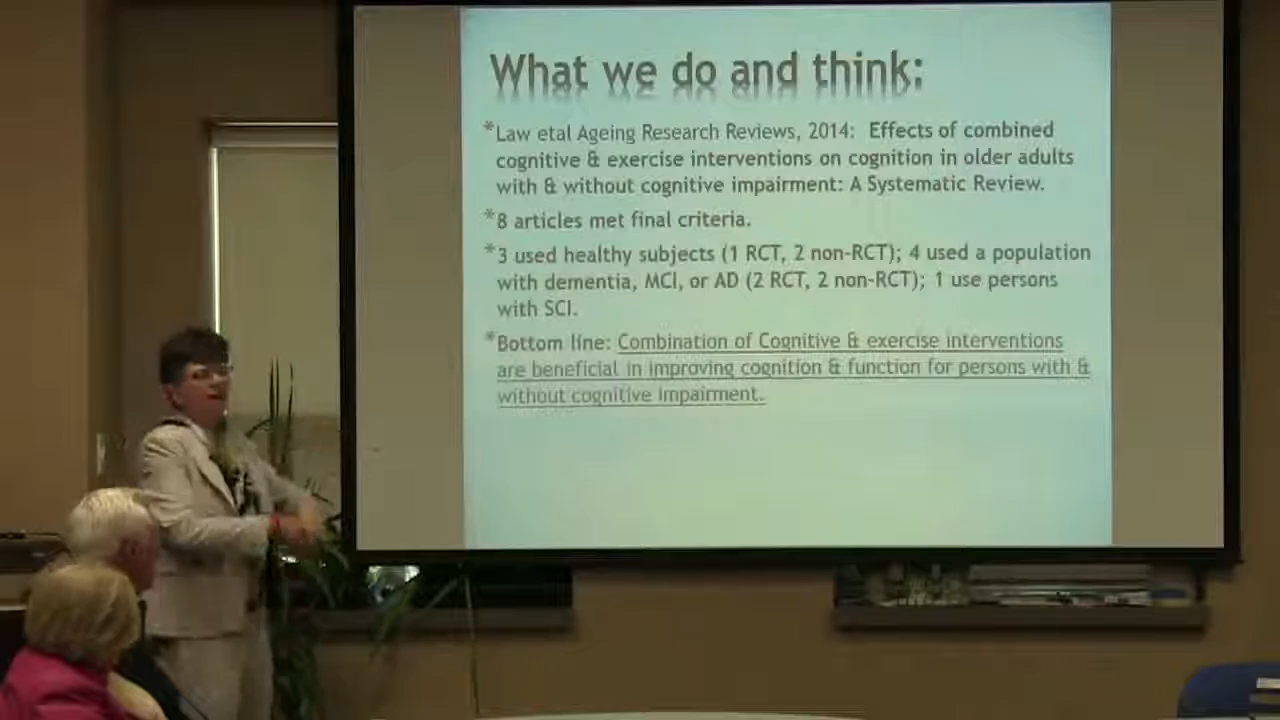 What we do and think:
*Law etal Ageing Research Reviews, 2014: Effects of combined
cognitive & exercise interventions on cognition in older adults
with & without cognitive impairment: A Systematic Review.
*8 articles met final criteria.
*3 used healthy subjects (1 RCT, 2 non-RCT); 4 used a population
with dementia, MCI, or AD (2 RCT, 2 non-RCT); 1 use persons
with SCI.
*Bottom line: Combination of Cognitive & exercise interventions
are beneficial in improving cognition & function for persons with &
without cognitive impairment.